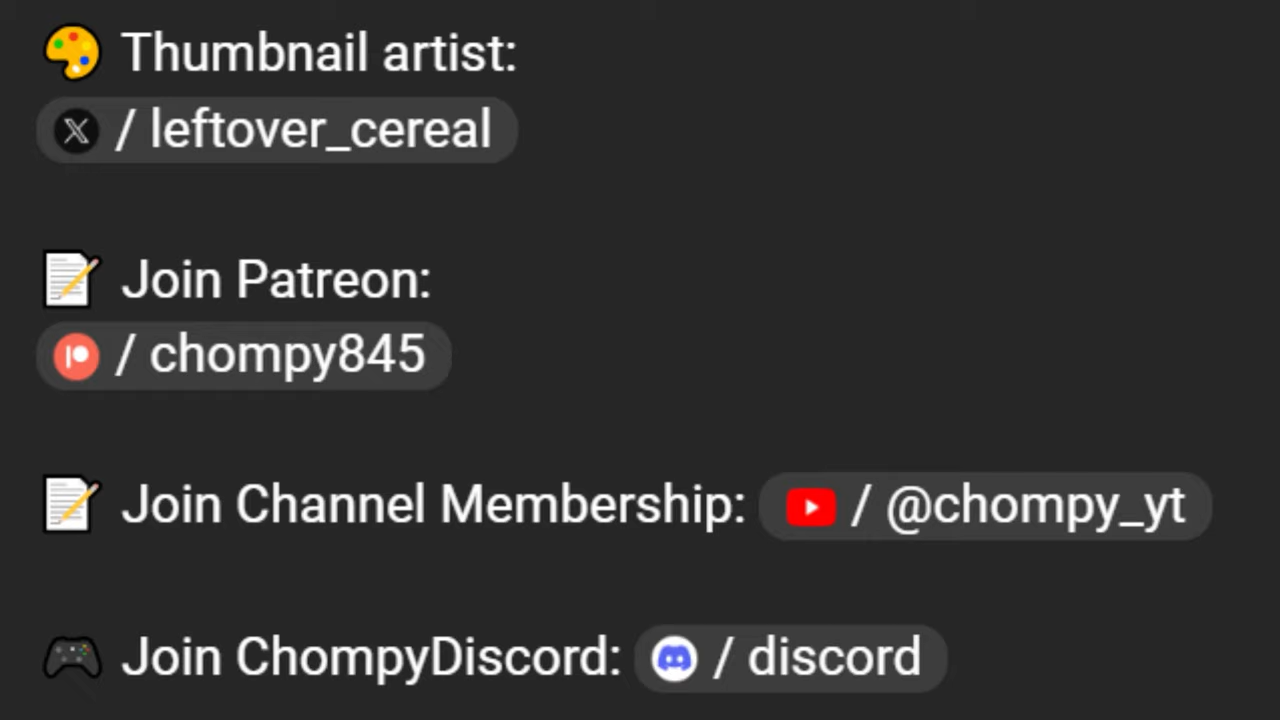 🎨 Thumbnail artist:
𝕏 / leftover_cereal
📝 Join Patreon:
/ chompy845
📝 Join Channel Membership: / @chompy_yt
🎮 Join ChompyDiscord: / discord